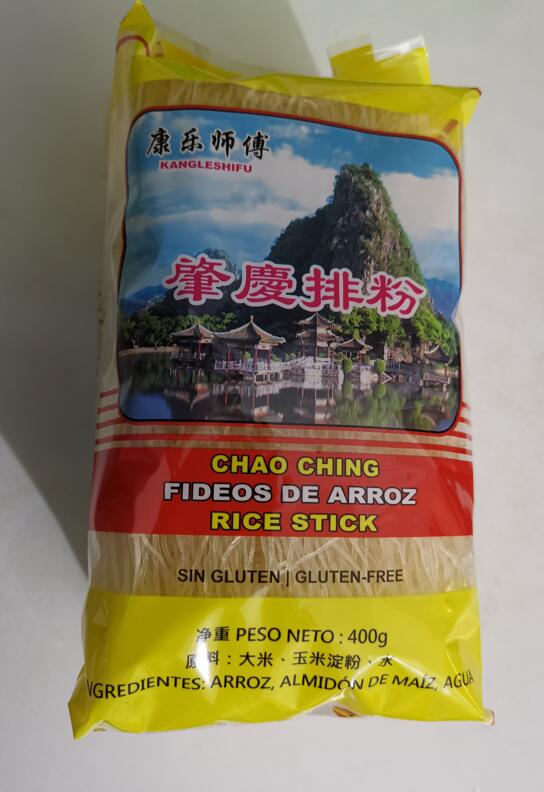 康乐师傅
KANGLESHIFU
肇慶排粉
CHAO CHING
FIDEOS DE ARROZ
RICE STICK
SIN GLUTEN | GLUTEN-FREE
净重 PESO NETO : 400g
原料：大米、玉米淀粉、水
INGREDIENTES: ARROZ, ALMIDÓN DE MAÍZ, AGUA